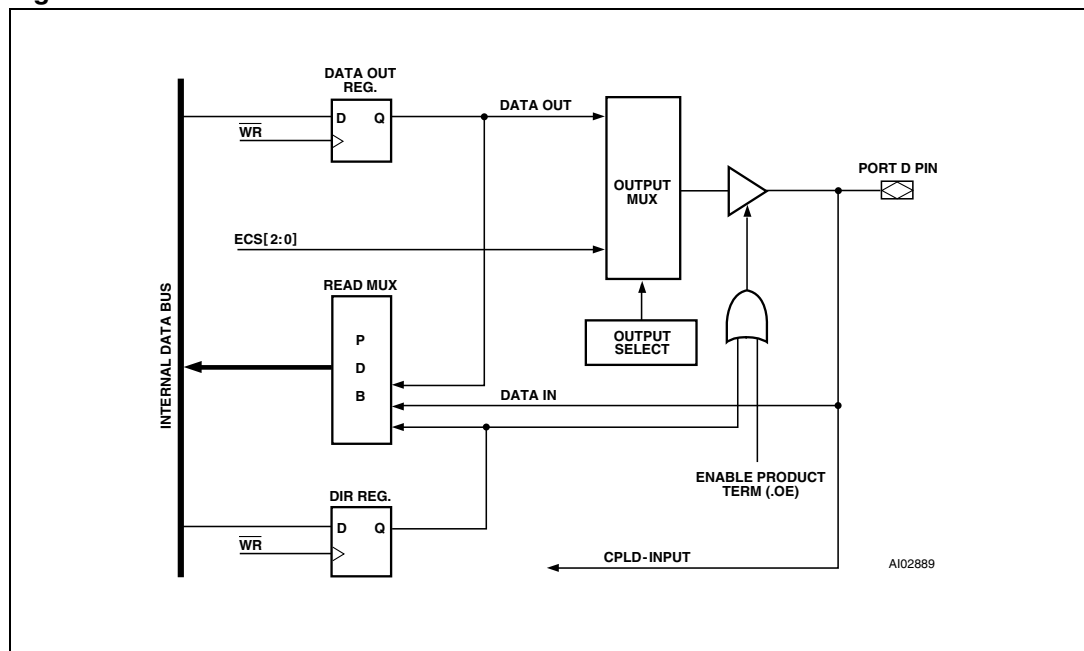 DATA OUT
REG.
D Q
WR
DATA OUT
OUTPUT
MUX
PORT D PIN
ECS[2:0]
READ MUX
P
D
B
OUTPUT
SELECT
INTERNAL DATA BUS
DATA IN
ENABLE PRODUCT
TERM (.OE)
DIR REG.
D Q
WR
CPLD-INPUT
AI02889